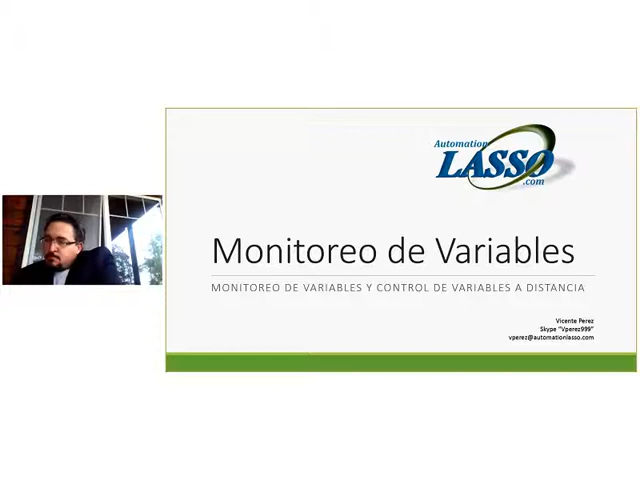 Automation
LASSO
.com
Monitoreo de Variables
MONITOREO DE VARIABLES Y CONTROL DE VARIABLES A DISTANCIA
Vicente Perez
Skype "Vperez999"
vperez@automationlasso.com